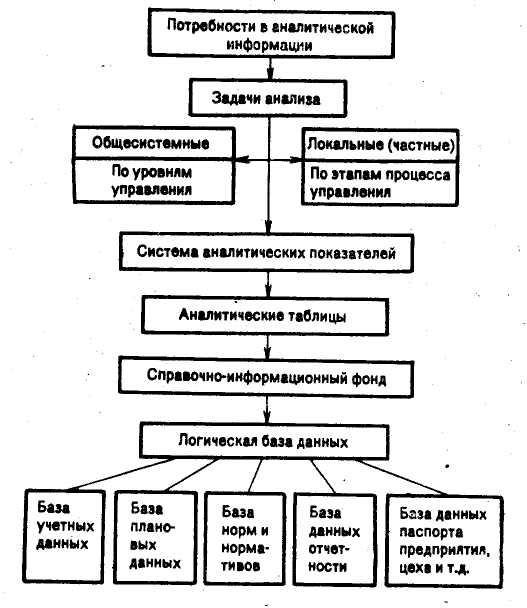 Потребности в аналитической
информации
Задачи анализа
Общесистемные
По уровням
управления
Локальные (частные)
По этапам процесса
управления
Система аналитических показателей
Аналитические таблицы
Справочно-информационный фонд
Логическая база данных
База
учетных
данных
База
плано-
вых
данных
База
норм и
норма-
тивов
База
данных
отчет-
ности
База данных
паспорта
предприятия,
цеха и т.д.